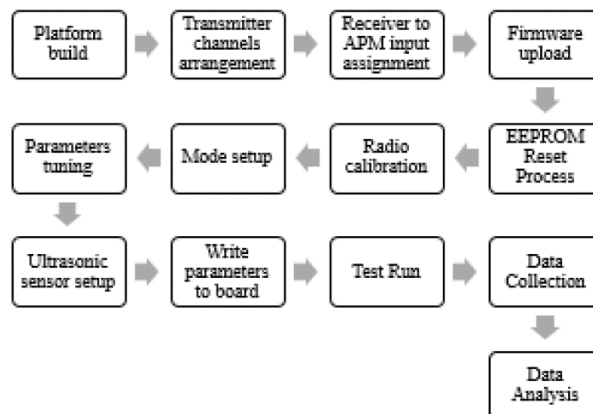 Platform
build
Transmitter
channels
arrangement
Receiver to
APM input
assignment
Firmware
upload
EEPROM
Reset
Process
Radio
calibration
Mode setup
Parameters
tuning
Ultrasonic
sensor setup
Write
parameters
to board
Test Run
Data
Collection
Data
Analysis